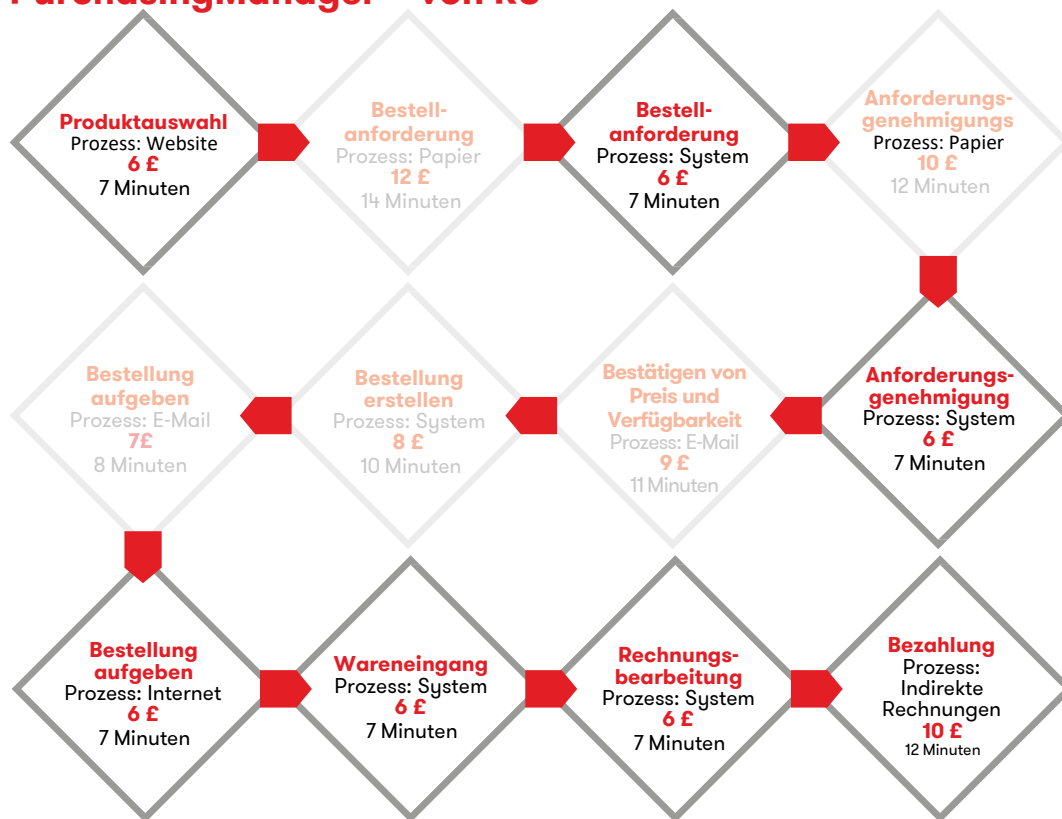 Produktauswahl
Prozess: Website
6 £
7 Minuten
Bestell-
anforderung
Prozess: Papier
12 £
14 Minuten
Bestell-
anforderung
Prozess: System
6 £
7 Minuten
Anforderungs-
genehmigungs
Prozess: Papier
10 £
12 Minuten
Anforderungs-
genehmigung
Prozess: System
6 £
7 Minuten
Bestätigen von
Preis und
Verfügbarkeit
Prozess: E-Mail
9 £
11 Minuten
Bestellung
erstellen
Prozess: System
8 £
10 Minuten
Bestellung
aufgeben
Prozess: E-Mail
7£
8 Minuten
Bestellung
aufgeben
Prozess: Internet
6 £
7 Minuten
Wareneingang
Prozess: System
6 £
7 Minuten
Rechnungs-
bearbeitung
Prozess: System
6 £
7 Minuten
Bezahlung
Prozess:
Indirekte
Rechnungen
10 £
12 Minuten